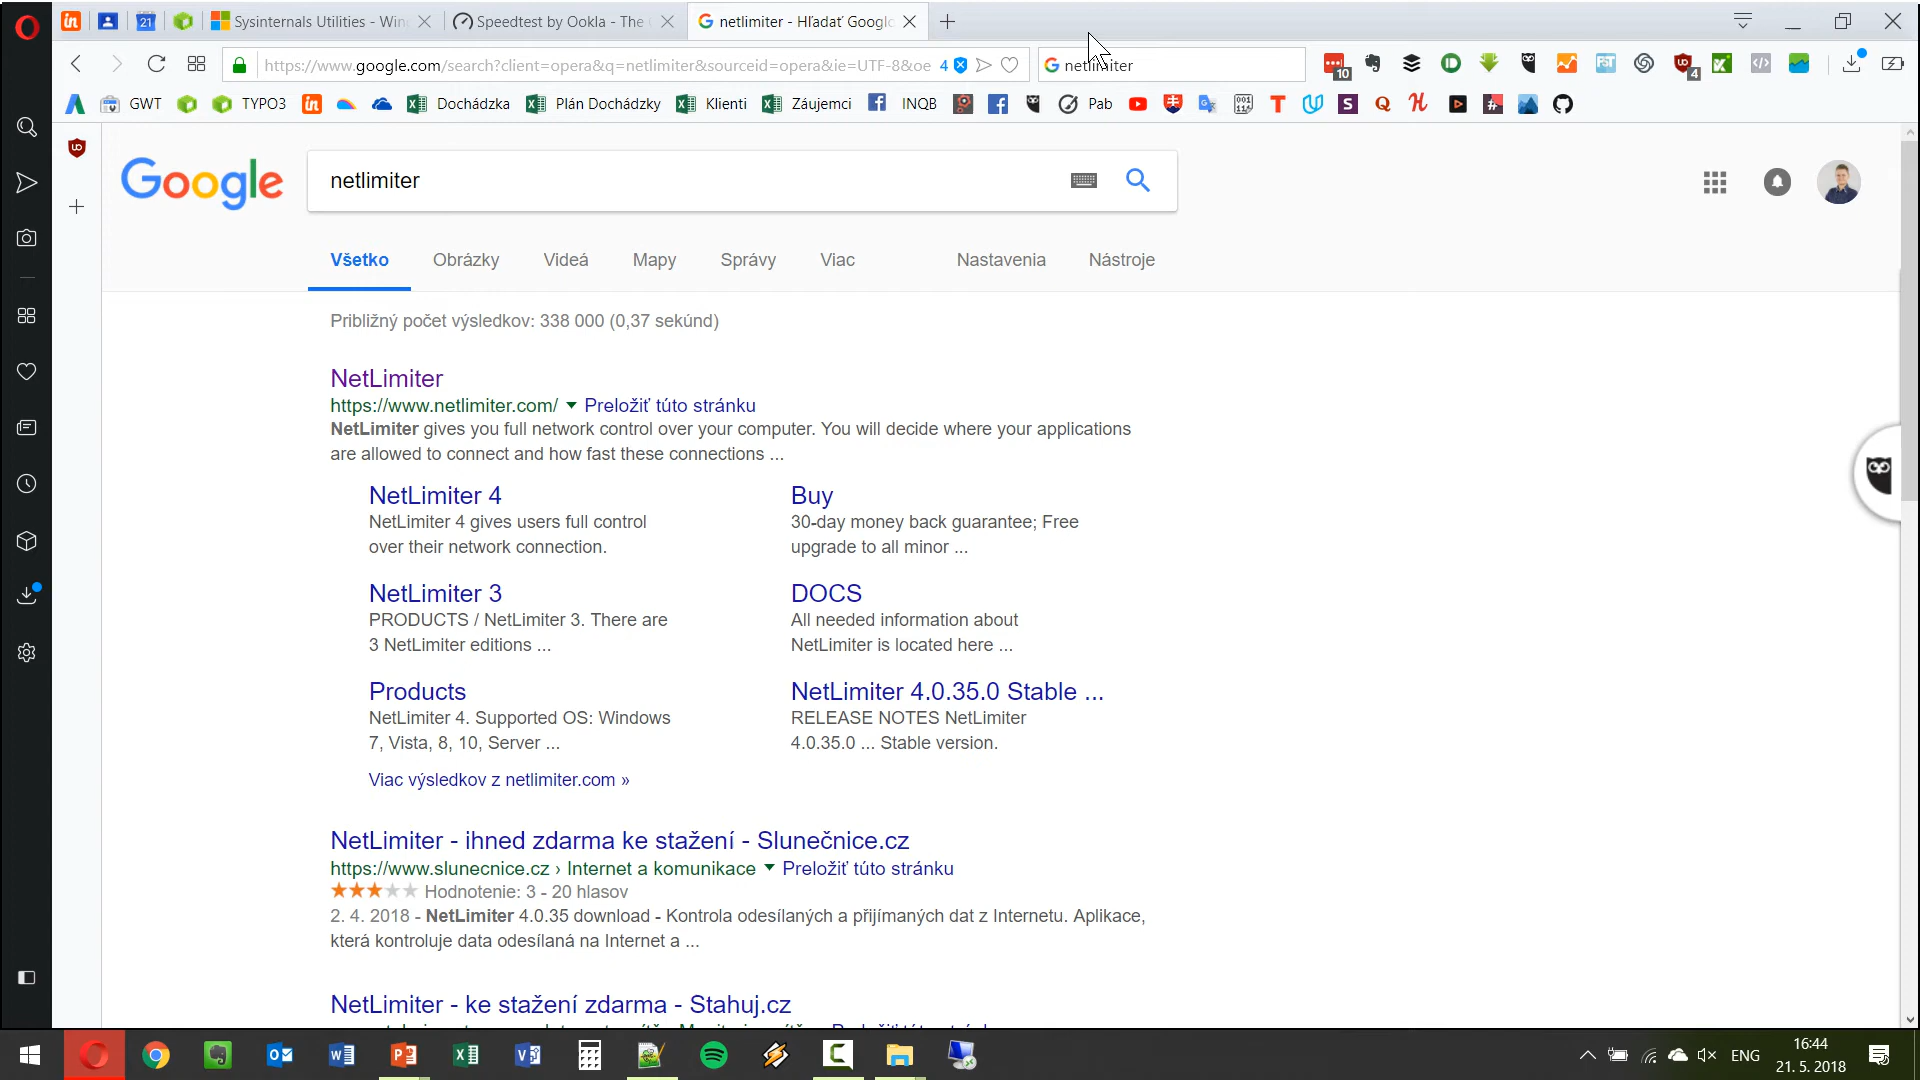 Sysinternals Utilities - Win
Speedtest by Ookla - The
netlimiter - Hľadať Google
https://www.google.com/search?client=opera&q=netlimiter&sourceid=opera&ie=UTF-8&oe
4
netlimiter
10
4
GWT
TYPO3
Dochádzka
Plán Dochádzky
Klienti
Záujemci
INQB
Pab
Google
netlimiter
Všetko
Obrázky
Videá
Mapy
Správy
Viac
Nastavenia
Nástroje
Približný počet výsledkov: 338 000 (0,37 sekúnd)
NetLimiter
https://www.netlimiter.com/ Preložiť túto stránku
NetLimiter gives you full network control over your computer. You will decide where your applications
are allowed to connect and how fast these connections ...
NetLimiter 4
NetLimiter 4 gives users full control
over their network connection.
Buy
30-day money back guarantee; Free
upgrade to all minor ...
NetLimiter 3
PRODUCTS / NetLimiter 3. There are
3 NetLimiter editions ...
DOCS
All needed information about
NetLimiter is located here ...
Products
NetLimiter 4. Supported OS: Windows
7, Vista, 8, 10, Server ...
NetLimiter 4.0.35.0 Stable ...
RELEASE NOTES NetLimiter
4.0.35.0 ... Stable version.
Viac výsledkov z netlimiter.com »
NetLimiter - ihned zdarma ke stažení - Slunečnice.cz
https://www.slunecnice.cz › Internet a komunikace Preložiť túto stránku
Hodnotenie: 3 - 20 hlasov
2. 4. 2018 - NetLimiter 4.0.35 download - Kontrola odesílaných a přijímaných dat z Internetu. Aplikace,
která kontroluje data odesílaná na Internet a ...
NetLimiter - ke stažení zdarma - Stahuj.cz
ENG
16:44
21. 5. 2018